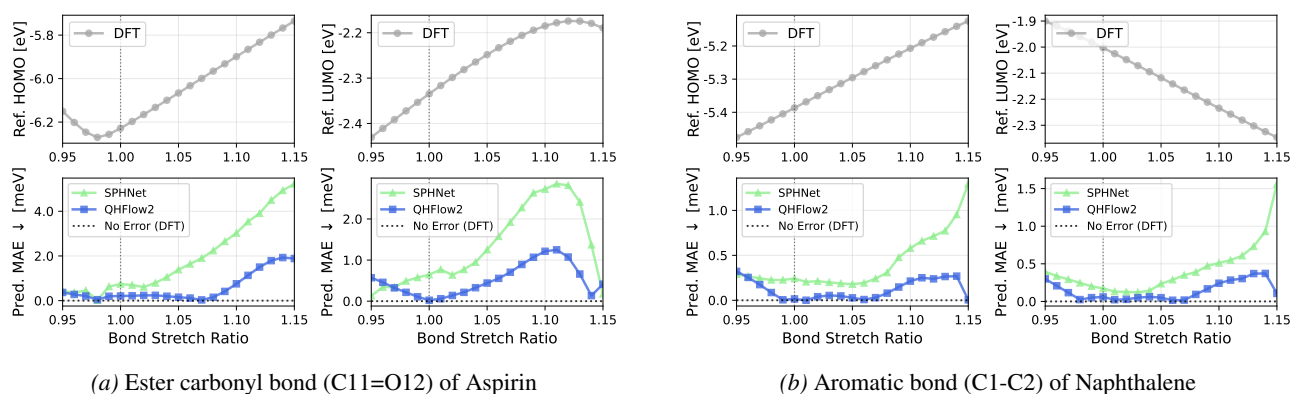 Ref. HOMO [eV]
-5.8
-6.0
-6.2
DFT
0.95 1.00 1.05 1.10 1.15
Ref. LUMO [eV]
-2.2
-2.3
-2.4
DFT
0.95 1.00 1.05 1.10 1.15
Ref. HOMO [eV]
-5.2
-5.3
-5.4
DFT
0.95 1.00 1.05 1.10 1.15
Ref. LUMO [eV]
-1.9
-2.0
-2.1
-2.2
-2.3
DFT
0.95 1.00 1.05 1.10 1.15
Pred. MAE ↓ [meV]
4.0
2.0
0.0
SPHNet
QHFlow2
No Error (DFT)
0.95 1.00 1.05 1.10 1.15
Bond Stretch Ratio
Pred. MAE ↓ [meV]
2.0
1.0
0.0
SPHNet
QHFlow2
No Error (DFT)
0.95 1.00 1.05 1.10 1.15
Bond Stretch Ratio
Pred. MAE ↓ [meV]
1.0
0.5
0.0
SPHNet
QHFlow2
No Error (DFT)
0.95 1.00 1.05 1.10 1.15
Bond Stretch Ratio
Pred. MAE ↓ [meV]
1.5
1.0
0.5
0.0
SPHNet
QHFlow2
No Error (DFT)
0.95 1.00 1.05 1.10 1.15
Bond Stretch Ratio
(a) Ester carbonyl bond (C11=O12) of Aspirin
(b) Aromatic bond (C1-C2) of Naphthalene